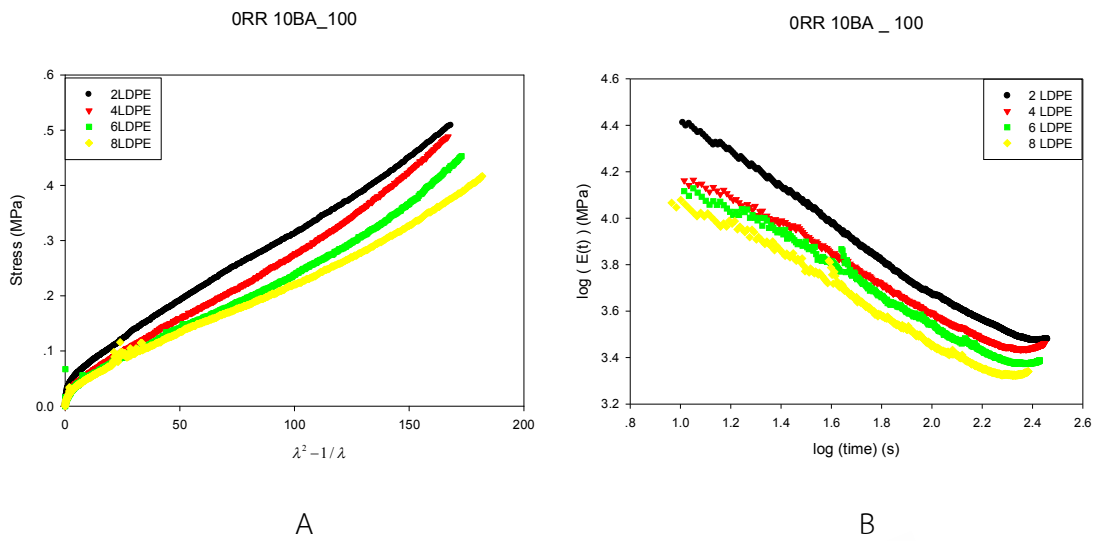 0RR 10BA_100
.6
.5
.4
.3
.2
.1
0.0
Stress (MPa)
2LDPE
4LDPE
6LDPE
8LDPE
0 50 100 150 200
λ² − 1/λ
A
0RR 10BA _ 100
4.6
4.4
4.2
4.0
3.8
3.6
3.4
3.2
log ( E(t) ) (MPa)
2 LDPE
4 LDPE
6 LDPE
8 LDPE
.8 1.0 1.2 1.4 1.6 1.8 2.0 2.2 2.4 2.6
log (time) (s)
B